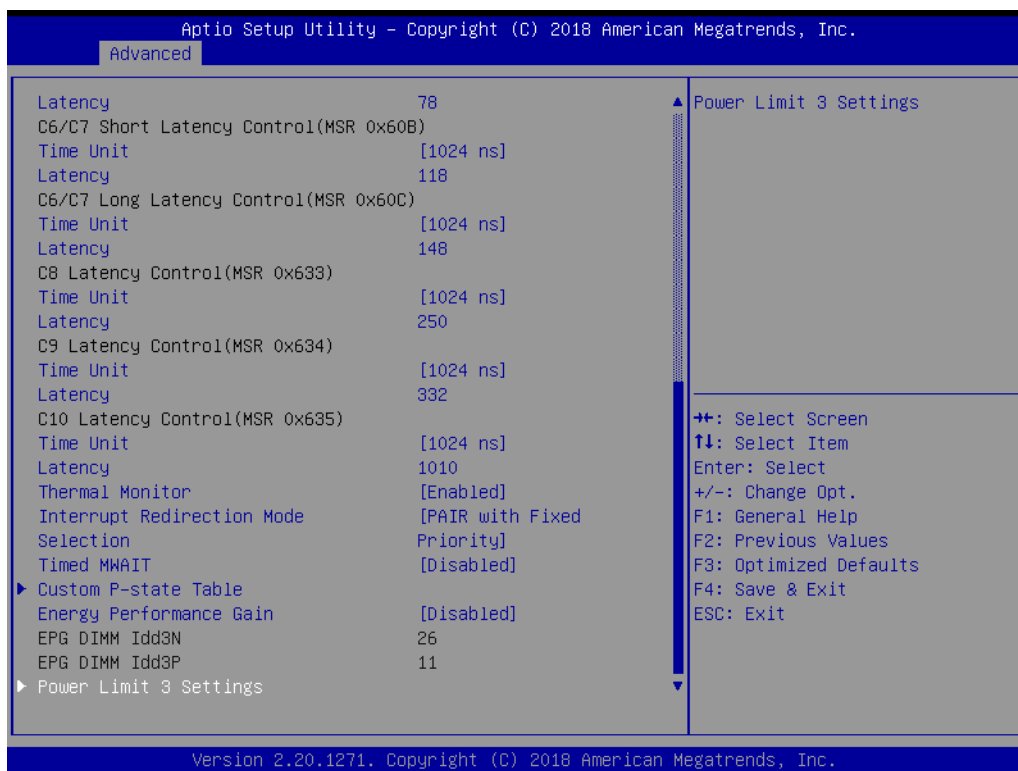 Aptio Setup Utility – Copyright (C) 2018 American Megatrends, Inc.
Advanced
Latency 78
C6/C7 Short Latency Control(MSR 0x60B)
Time Unit [1024 ns]
Latency 118
C6/C7 Long Latency Control(MSR 0x60C)
Time Unit [1024 ns]
Latency 148
C8 Latency Control(MSR 0x633)
Time Unit [1024 ns]
Latency 250
C9 Latency Control(MSR 0x634)
Time Unit [1024 ns]
Latency 332
C10 Latency Control(MSR 0x635)
Time Unit [1024 ns]
Latency 1010
Thermal Monitor [Enabled]
Interrupt Redirection Mode [PAIR with Fixed
Selection Priority]
Timed MWAIT [Disabled]
Custom P-state Table
Energy Performance Gain [Disabled]
EPG DIMM Idd3N 26
EPG DIMM Idd3P 11
Power Limit 3 Settings
Power Limit 3 Settings
→←: Select Screen
↑↓: Select Item
Enter: Select
+/-: Change Opt.
F1: General Help
F2: Previous Values
F3: Optimized Defaults
F4: Save & Exit
ESC: Exit
Version 2.20.1271. Copyright (C) 2018 American Megatrends, Inc.